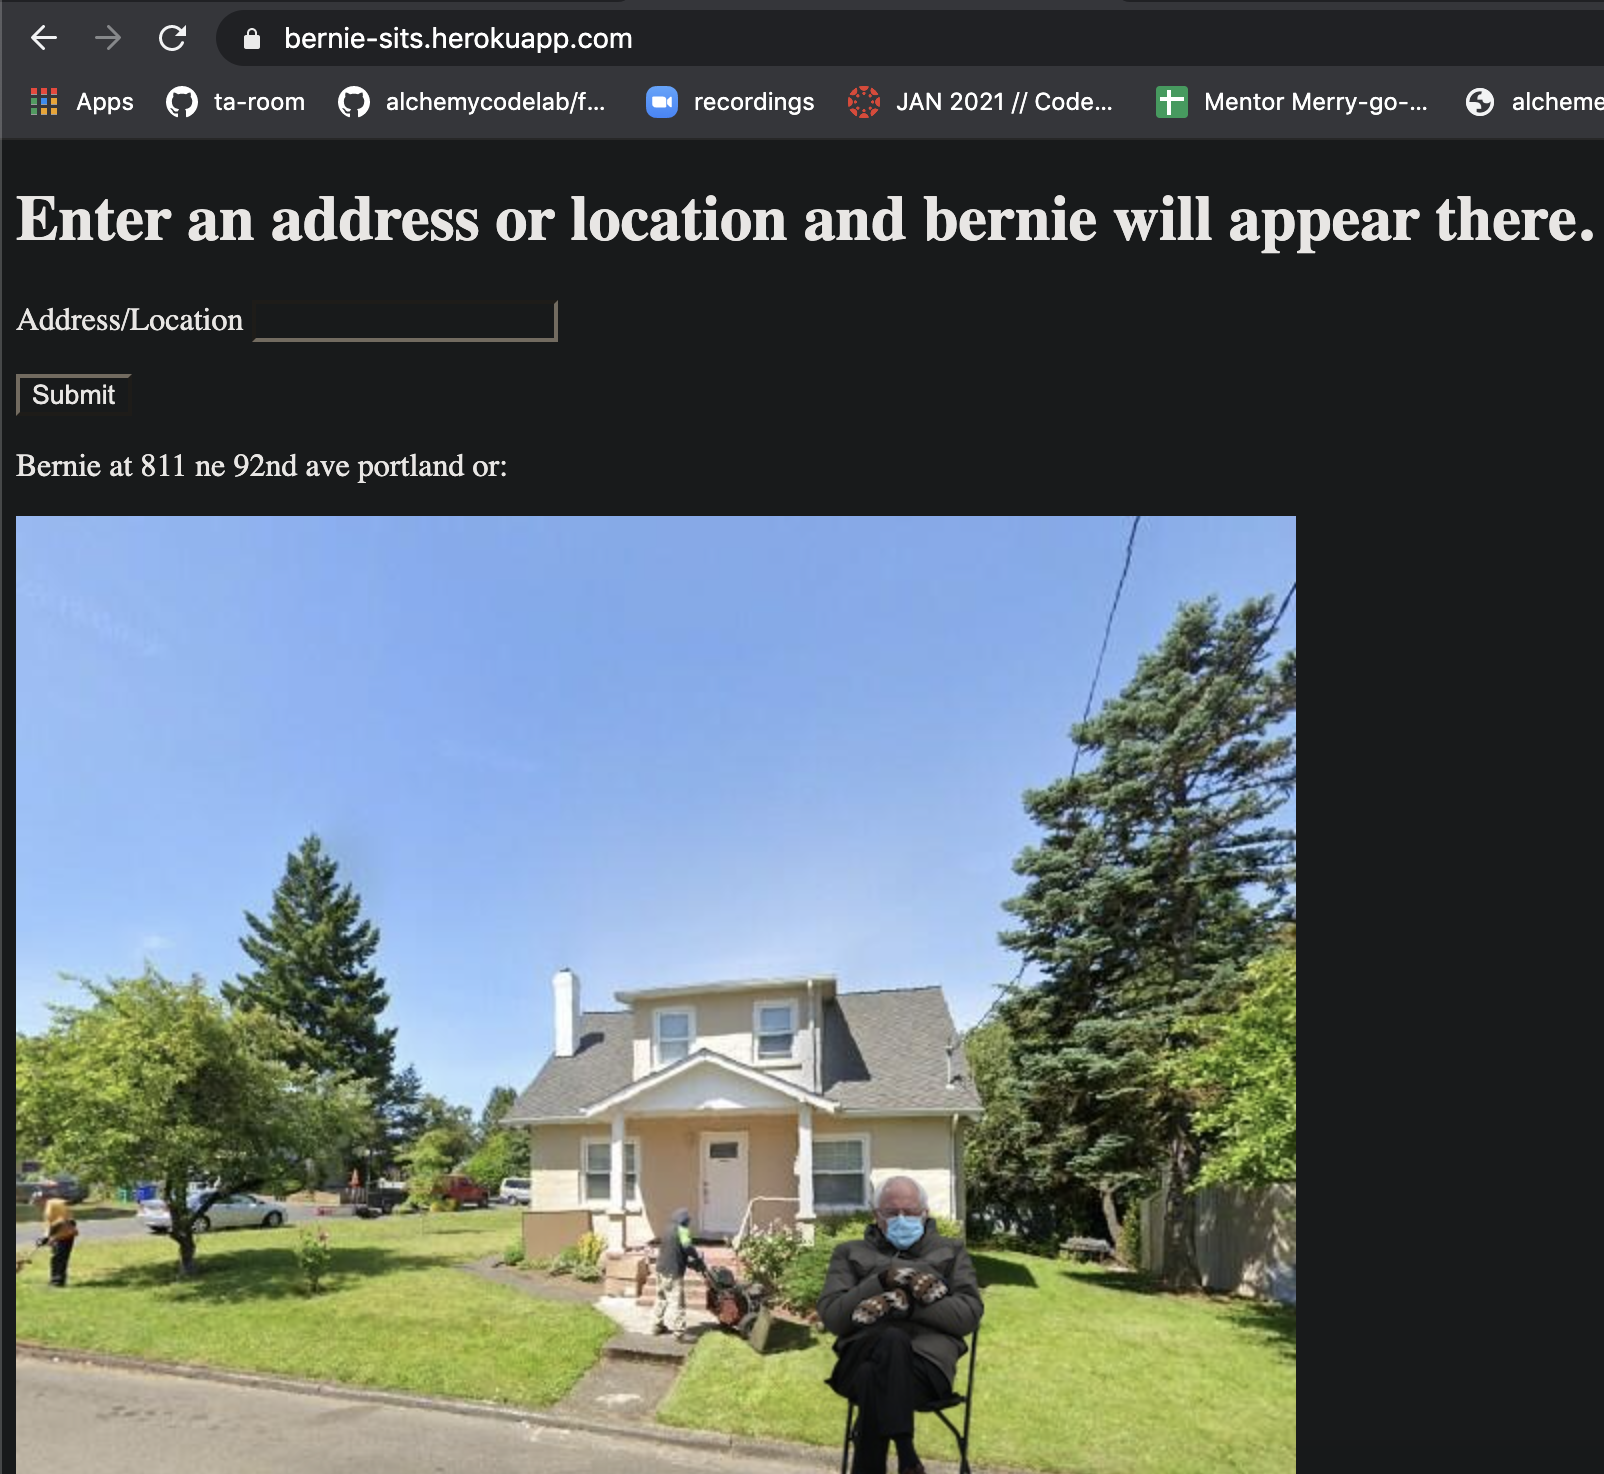 bernie-sits.herokuapp.com
Apps ta-room alchemycodelab/f... recordings JAN 2021 // Code... Mentor Merry-go-... alcheme
Enter an address or location and bernie will appear there.
Address/Location
Submit
Bernie at 811 ne 92nd ave portland or: